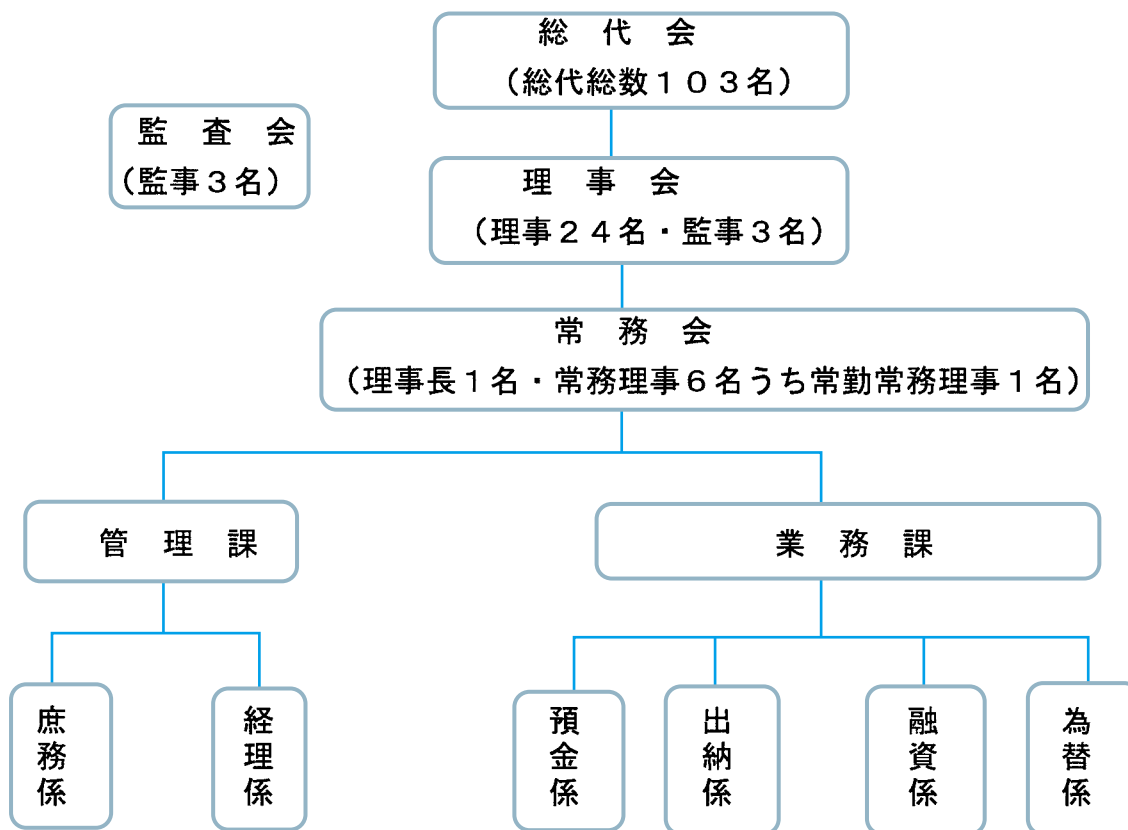 総　代　会
（総代総数１０３名）
監　査　会
（監事３名）
理　事　会
（理事２４名・監事３名）
常　務　会
（理事長１名・常務理事６名うち常勤常務理事１名）
管　理　課
業　務　課
庶務係
経理係
預金係
出納係
融資係
為替係